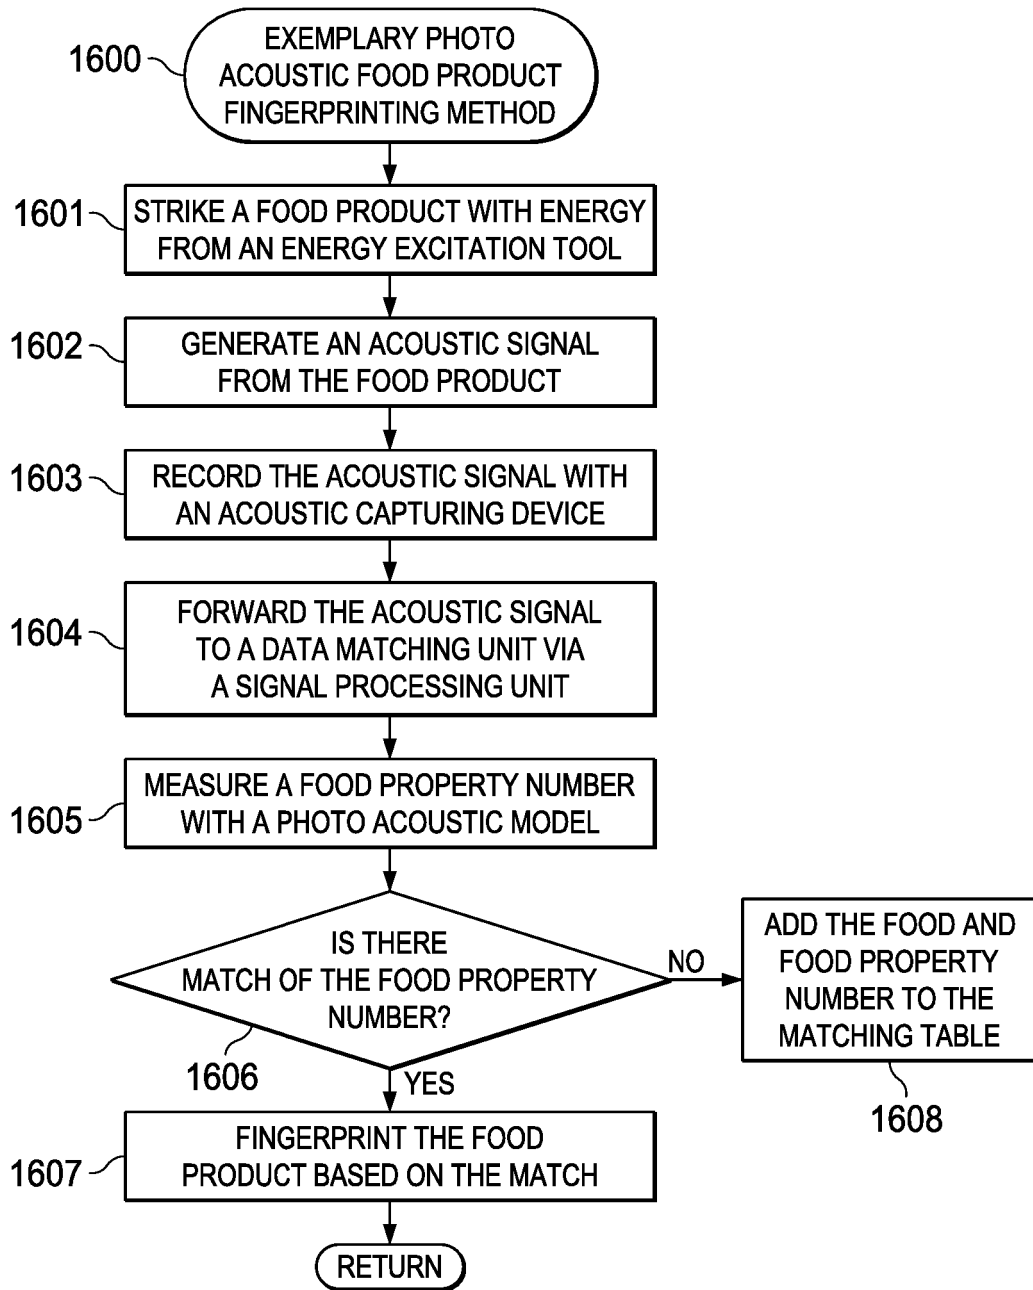 1600
EXEMPLARY PHOTO
ACOUSTIC FOOD PRODUCT
FINGERPRINTING METHOD
1601
STRIKE A FOOD PRODUCT WITH ENERGY
FROM AN ENERGY EXCITATION TOOL
1602
GENERATE AN ACOUSTIC SIGNAL
FROM THE FOOD PRODUCT
1603
RECORD THE ACOUSTIC SIGNAL WITH
AN ACOUSTIC CAPTURING DEVICE
1604
FORWARD THE ACOUSTIC SIGNAL
TO A DATA MATCHING UNIT VIA
A SIGNAL PROCESSING UNIT
1605
MEASURE A FOOD PROPERTY NUMBER
WITH A PHOTO ACOUSTIC MODEL
IS THERE
MATCH OF THE FOOD PROPERTY
NUMBER?
1606
NO
ADD THE FOOD AND
FOOD PROPERTY
NUMBER TO THE
MATCHING TABLE
1608
YES
1607
FINGERPRINT THE FOOD
PRODUCT BASED ON THE MATCH
RETURN